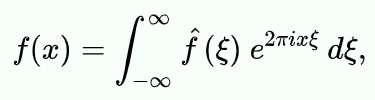 f(x) = ∫_{-∞}^{∞} f̂(ξ) e^{2πixξ} dξ,